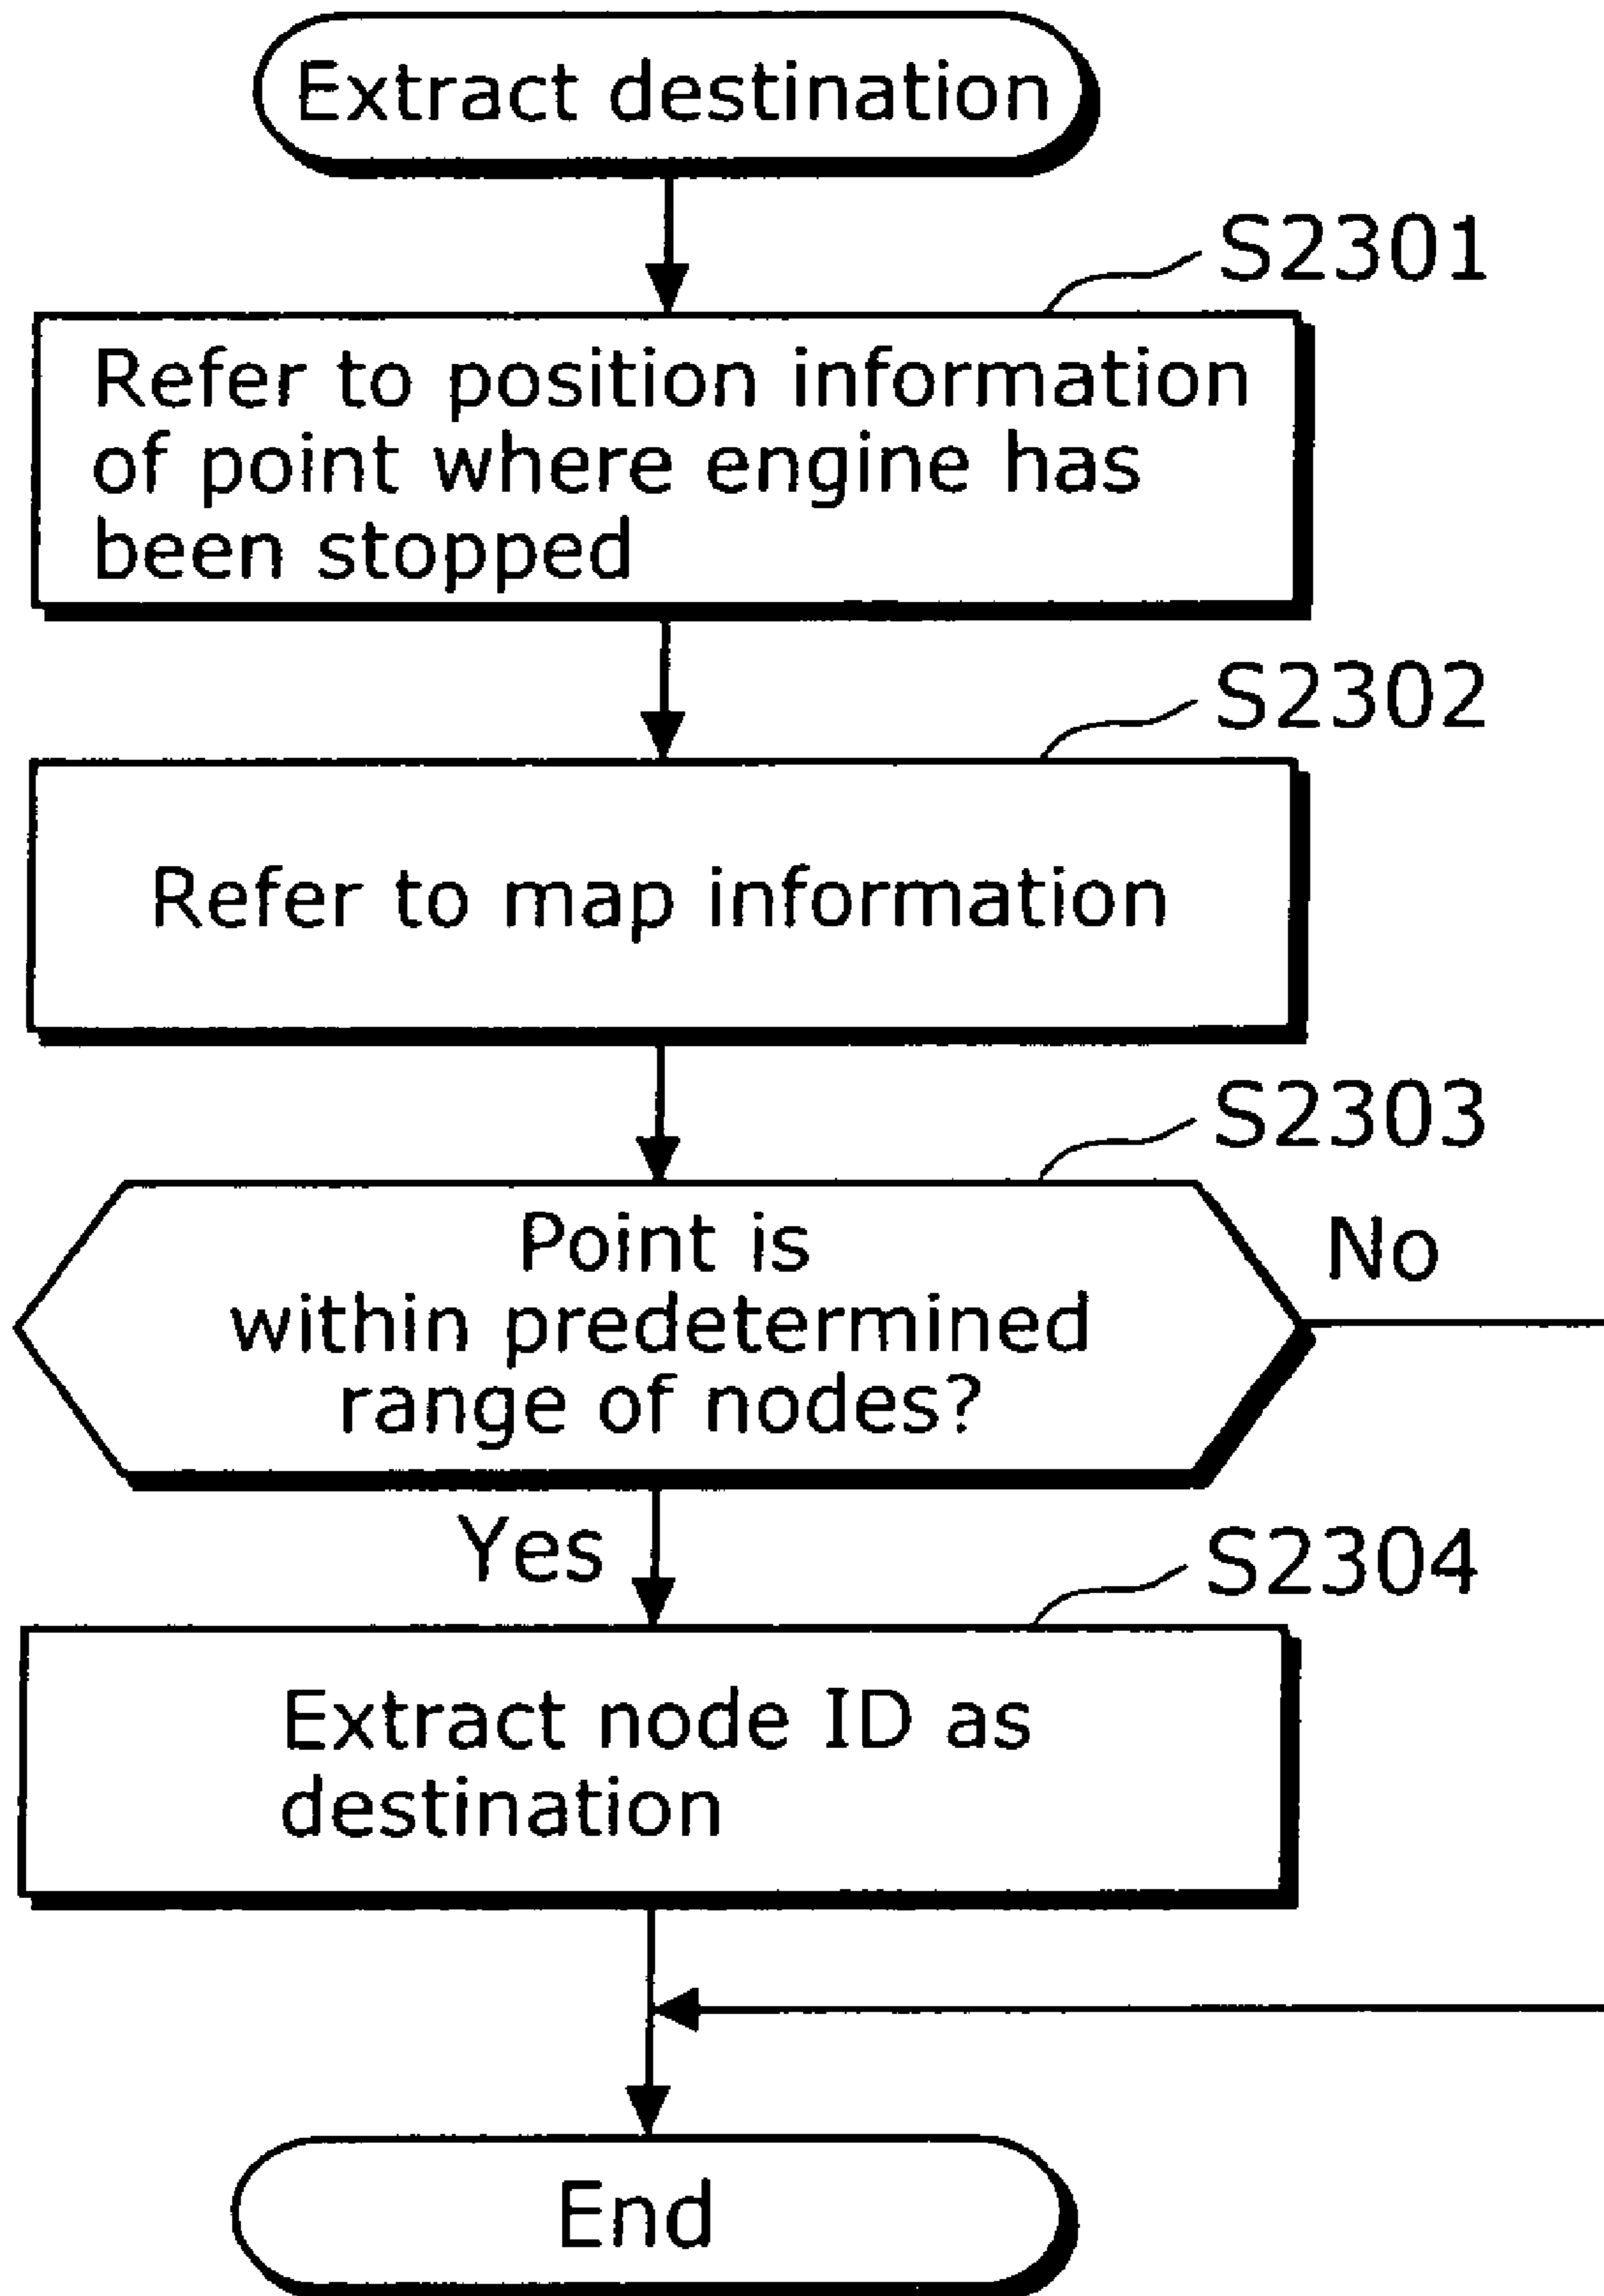 Extract destination
S2301
Refer to position information
of point where engine has
been stopped
S2302
Refer to map information
S2303
Point is
within predetermined
range of nodes?
No
Yes
S2304
Extract node ID as
destination
End